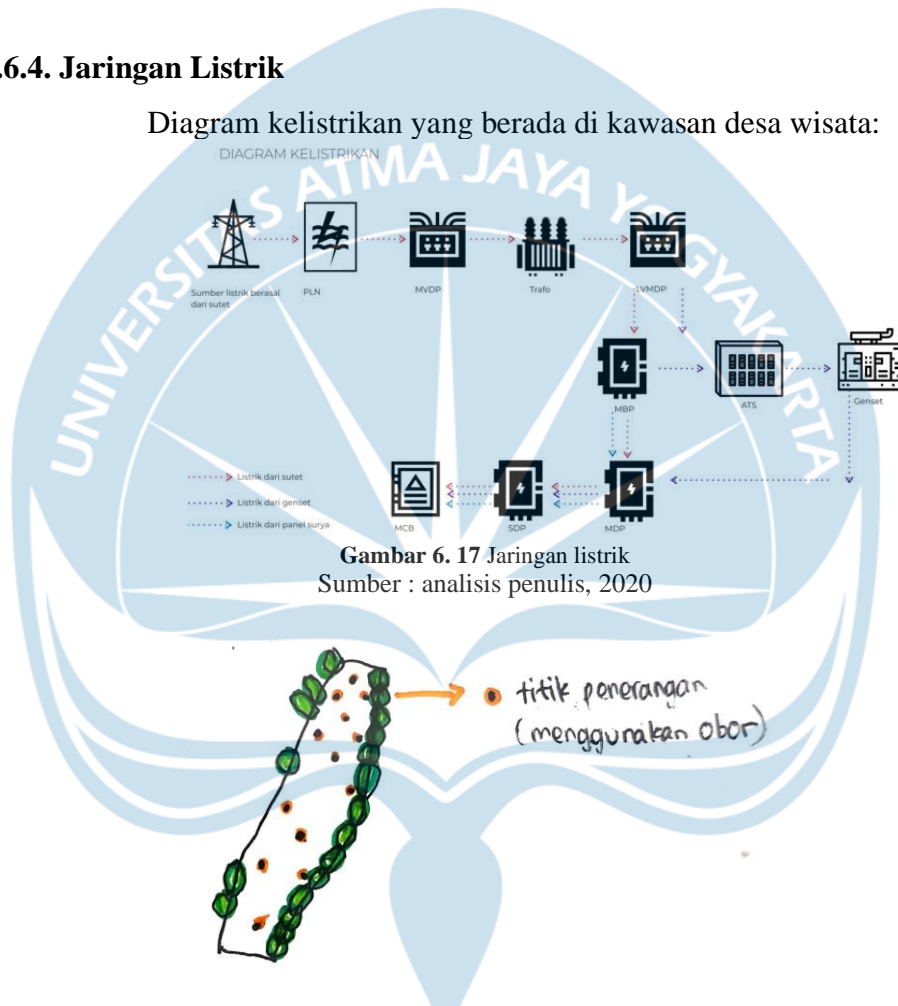 .6.4. Jaringan Listrik
Diagram kelistrikan yang berada di kawasan desa wisata:
DIAGRAM KELISTRIKAN
UNIVERSITAS ATMA JAYA YOGYAKARTA
Sumber listrik berasal
dari sutet
PLN
MVDP
Trafo
LVMDP
MBP
ATS
Genset
Listrik dari sutet
Listrik dari genset
Listrik dari panel surya
MCB
SDP
MDP
Gambar 6. 17 Jaringan listrik
Sumber : analisis penulis, 2020
titik penerangan
(menggunakan obor)